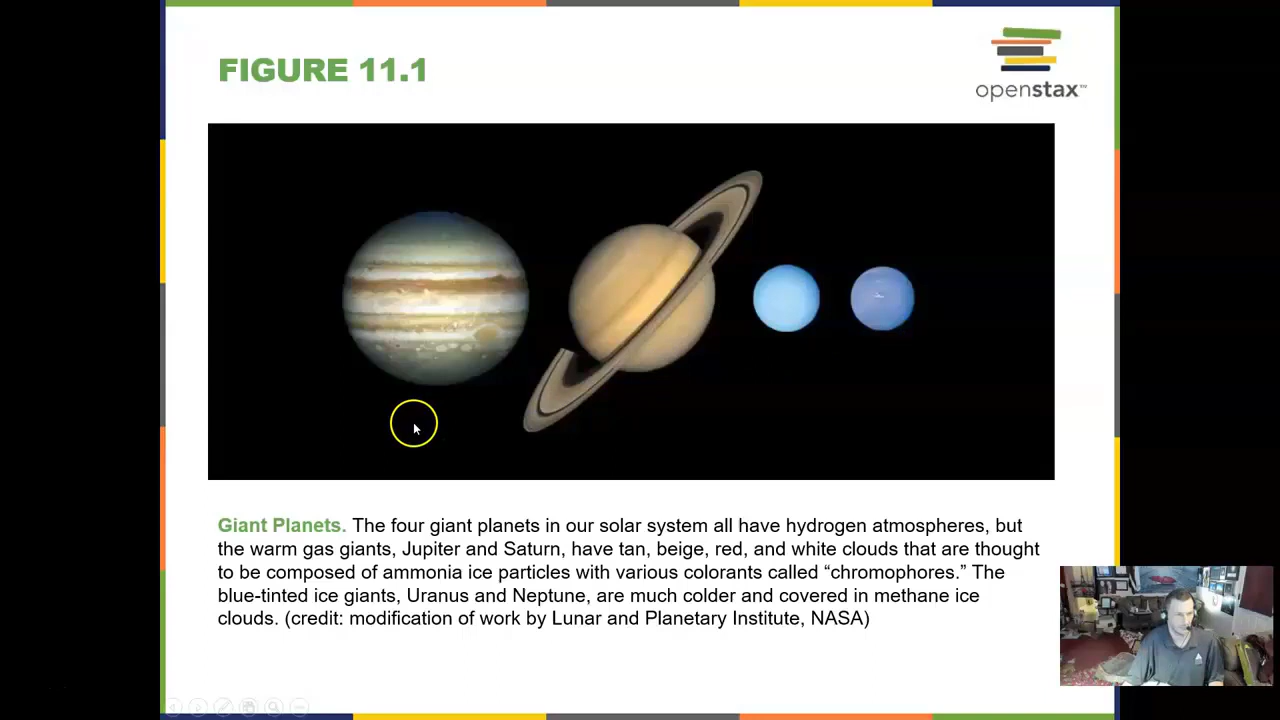 FIGURE 11.1
openstax™
Giant Planets. The four giant planets in our solar system all have hydrogen atmospheres, but
the warm gas giants, Jupiter and Saturn, have tan, beige, red, and white clouds that are thought
to be composed of ammonia ice particles with various colorants called “chromophores.” The
blue-tinted ice giants, Uranus and Neptune, are much colder and covered in methane ice
clouds. (credit: modification of work by Lunar and Planetary Institute, NASA)